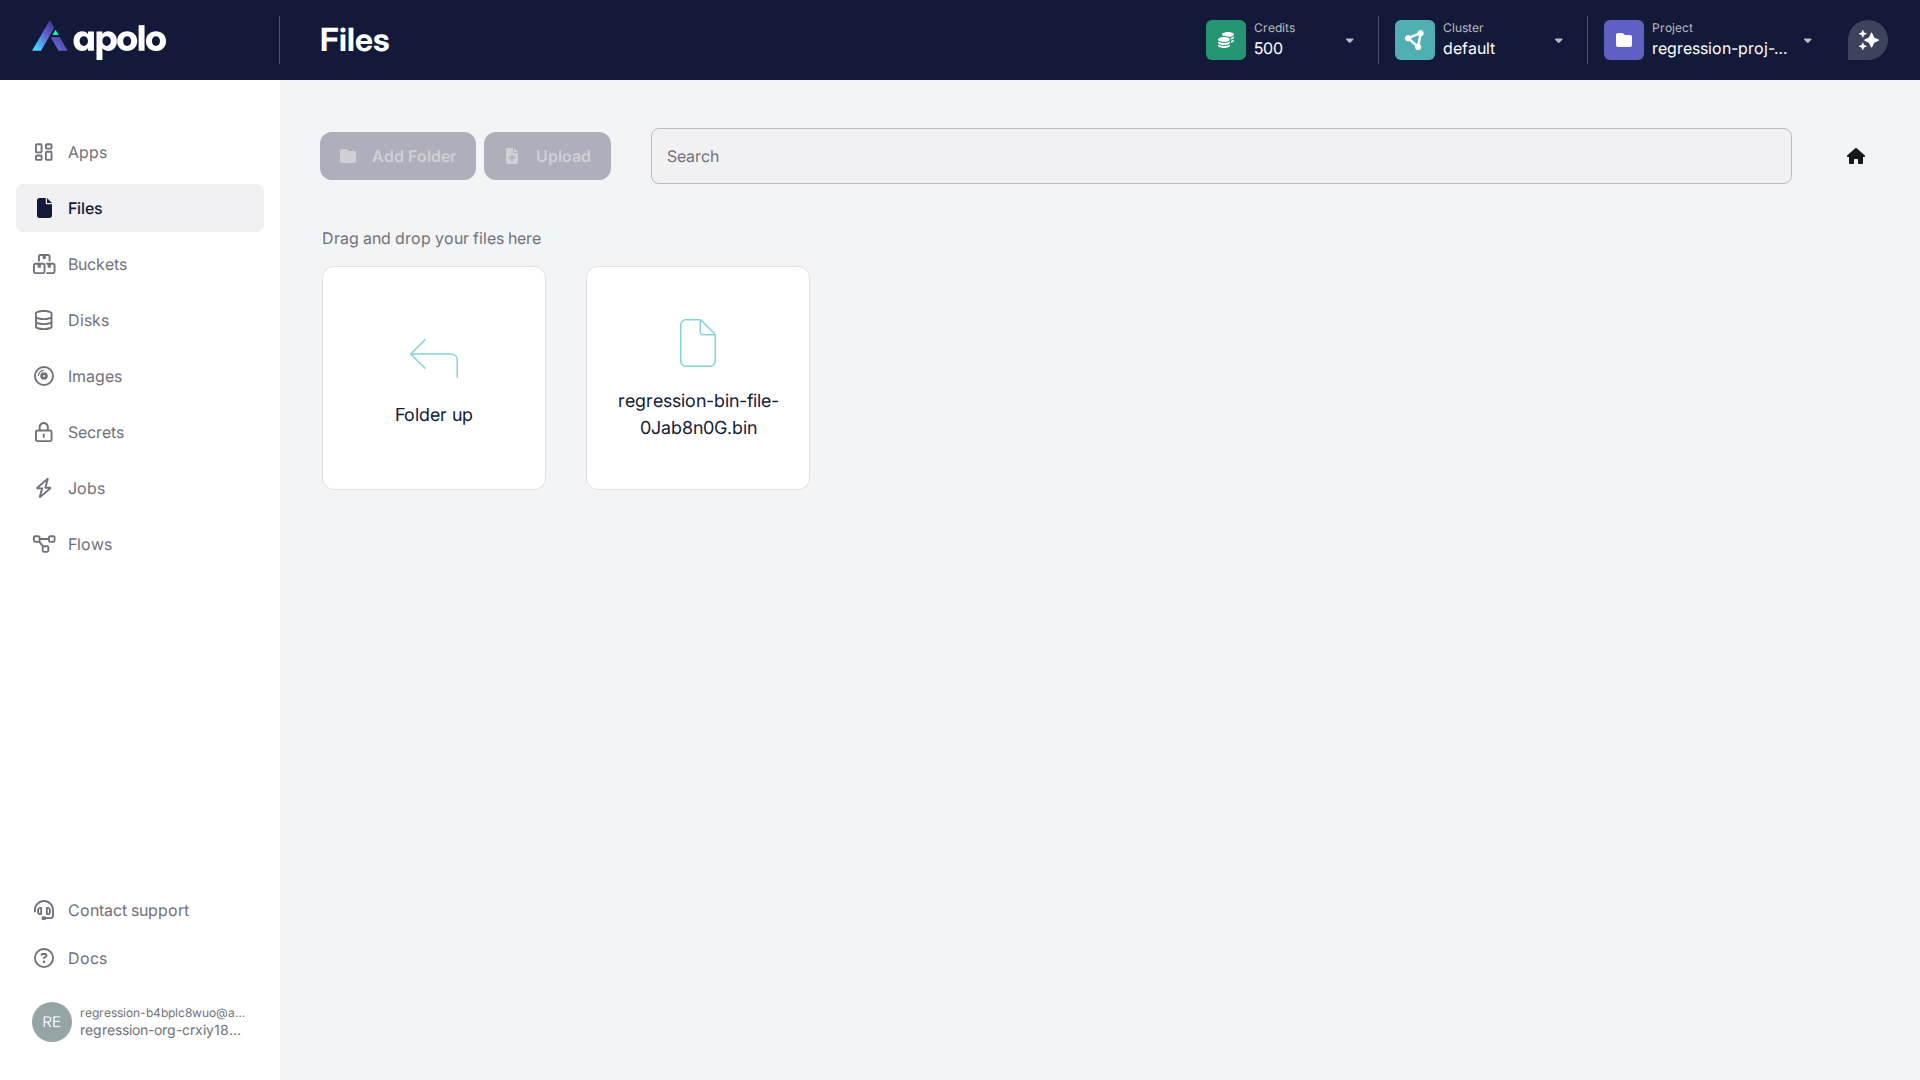 apolo
Files
Credits
500
Cluster
default
Project
regression-proj-...
Apps
Files
Buckets
Disks
Images
Secrets
Jobs
Flows
Add Folder
Upload
Search
Drag and drop your files here
Folder up
regression-bin-file-
0Jab8n0G.bin
Contact support
Docs
RE
regression-b4bplc8wuo@a...
regression-org-crxiy18...